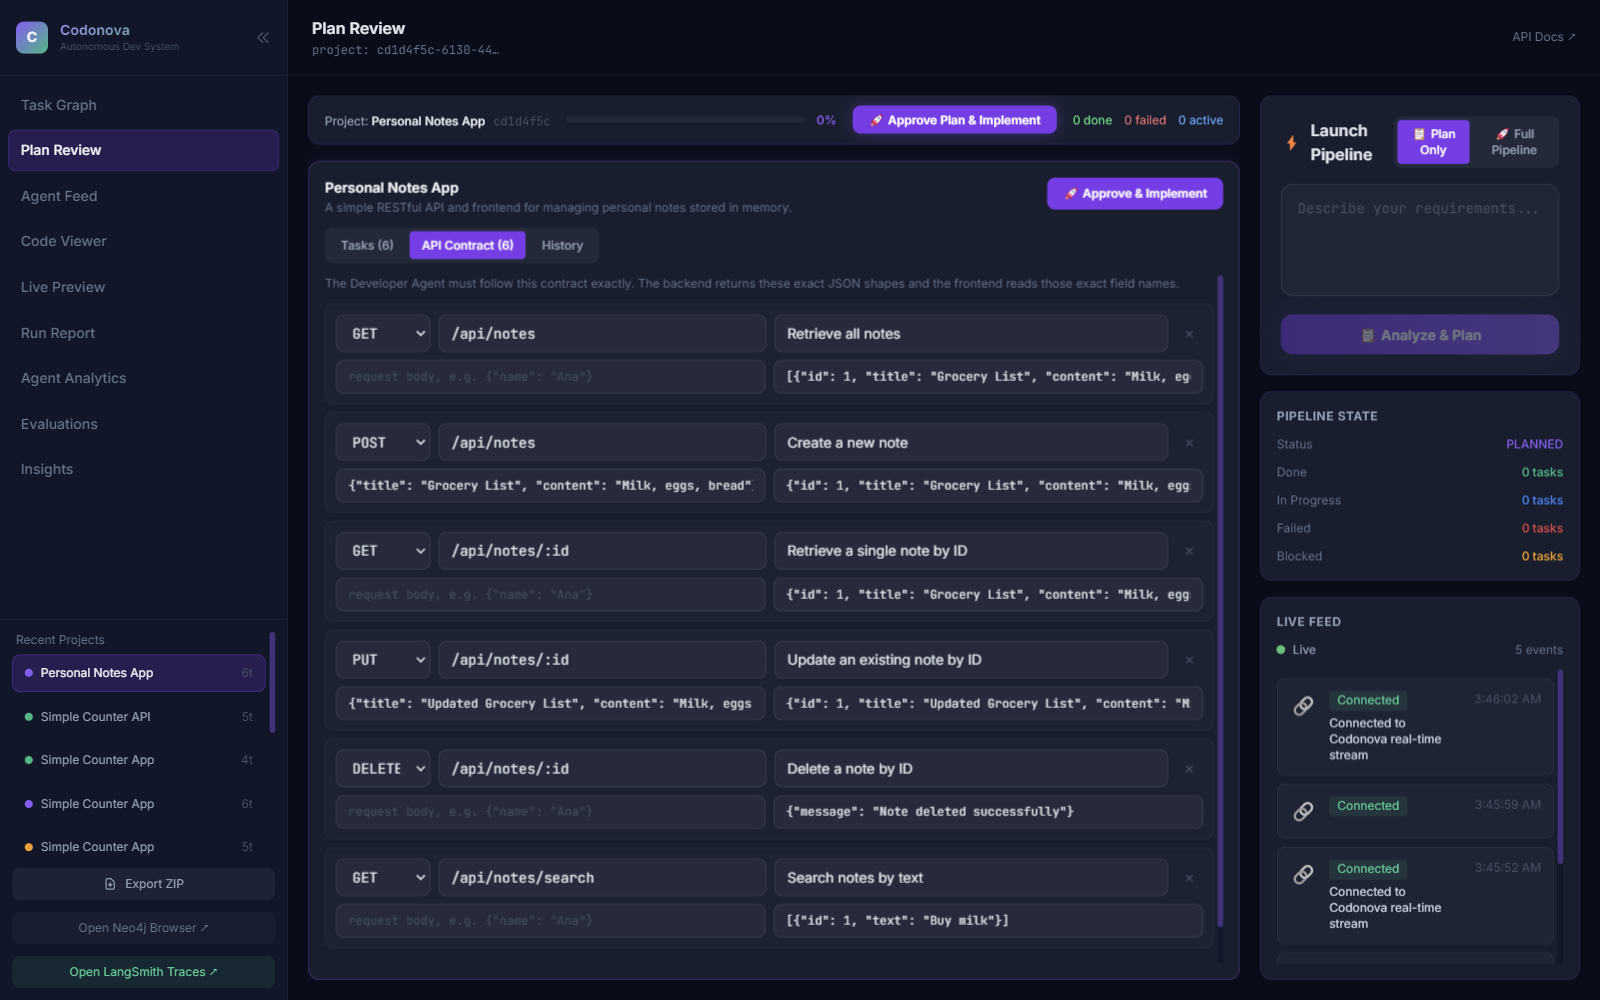 C
Codonova
Autonomous Dev System
Task Graph
Plan Review
Agent Feed
Code Viewer
Live Preview
Run Report
Agent Analytics
Evaluations
Insights
Recent Projects
Personal Notes App 6t
Simple Counter API 5t
Simple Counter App 4t
Simple Counter App 6t
Simple Counter App 5t
Export ZIP
Open Neo4j Browser ↗
Open LangSmith Traces ↗
Plan Review
project: cd1d4f5c-6130-44…
API Docs ↗
Project: Personal Notes App cd1d4f5c 0% 🚀 Approve Plan & Implement 0 done 0 failed 0 active
Personal Notes App
A simple RESTful API and frontend for managing personal notes stored in memory.
🚀 Approve & Implement
Tasks (6) API Contract (6) History
The Developer Agent must follow this contract exactly. The backend returns these exact JSON shapes and the frontend reads those exact field names.
GET /api/notes Retrieve all notes ×
request body, e.g. {"name": "Ana"} [{"id": 1, "title": "Grocery List", "content": "Milk, eg
POST /api/notes Create a new note ×
{"title": "Grocery List", "content": "Milk, eggs, bread" {"id": 1, "title": "Grocery List", "content": "Milk, egg
GET /api/notes/:id Retrieve a single note by ID ×
request body, e.g. {"name": "Ana"} {"id": 1, "title": "Grocery List", "content": "Milk, egg
PUT /api/notes/:id Update an existing note by ID ×
{"title": "Updated Grocery List", "content": "Milk, eggs {"id": 1, "title": "Updated Grocery List", "content": "M
DELETE /api/notes/:id Delete a note by ID ×
request body, e.g. {"name": "Ana"} {"message": "Note deleted successfully"}
GET /api/notes/search Search notes by text ×
request body, e.g. {"name": "Ana"} [{"id": 1, "text": "Buy milk"}]
Launch
Pipeline
📋 Plan
Only
🚀 Full
Pipeline
Describe your requirements...
📋 Analyze & Plan
PIPELINE STATE
Status PLANNED
Done 0 tasks
In Progress 0 tasks
Failed 0 tasks
Blocked 0 tasks
LIVE FEED
Live 5 events
Connected 3:46:02 AM
Connected to
Codonova real-time
stream
Connected 3:45:59 AM
Connected 3:45:52 AM
Connected to
Codonova real-time
stream